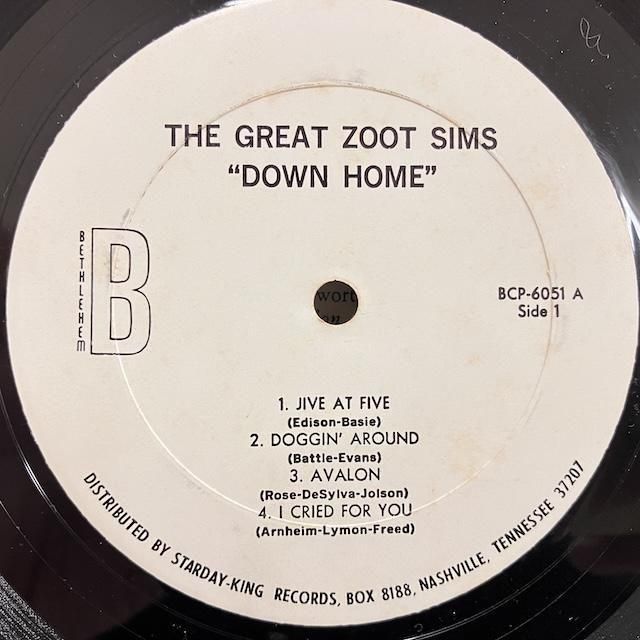 THE GREAT ZOOT SIMS
“DOWN HOME”
BETHLEHEM
B
BCP-6051 A
Side 1
wort
1. JIVE AT FIVE
(Edison-Basie)
2. DOGGIN’ AROUND
(Battle-Evans)
3. AVALON
(Rose-DeSylva-Jolson)
4. I CRIED FOR YOU
(Arnheim-Lymon-Freed)
DISTRIBUTED BY STARDAY-KING RECORDS, BOX 8188, NASHVILLE, TENNESSEE 37207